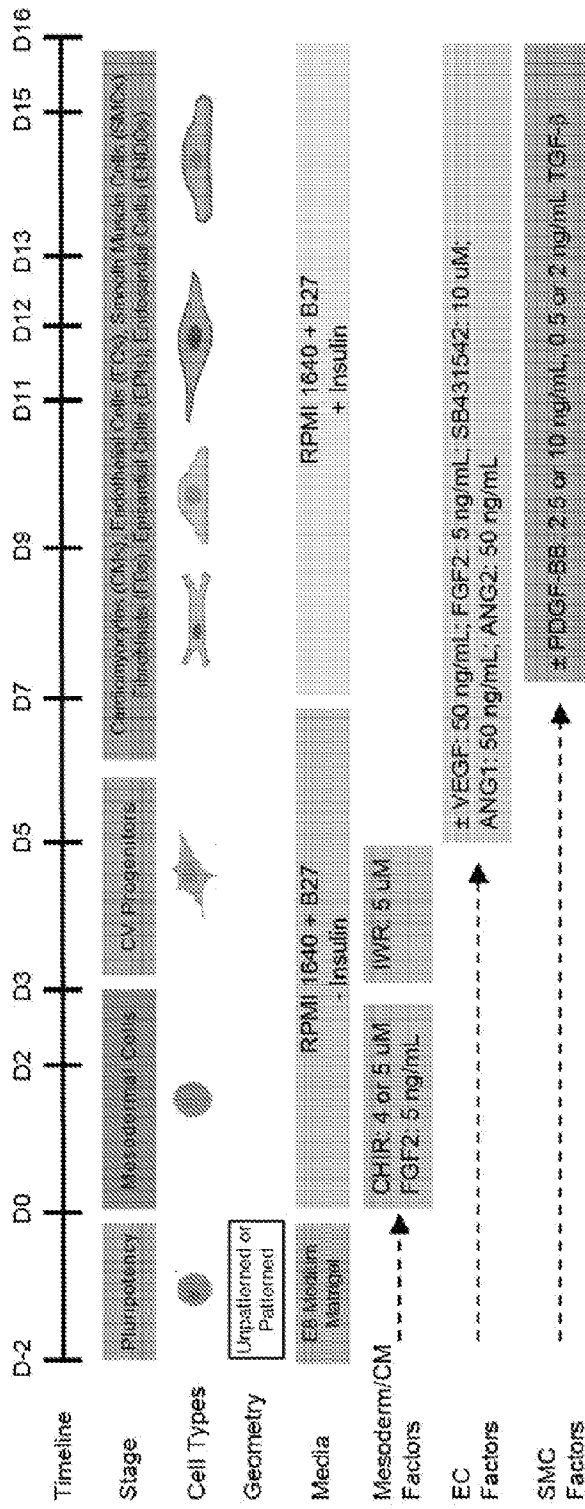 Timeline
D-2 D0 D2 D3 D5 D7 D9 D11 D12 D13 D15 D16
Stage
Pluripotency
Mesodermal Cells
CV Progenitors
Cardiomyocytes (CMs), Endothelial Cells (ECs), Smooth Muscle Cells (SMCs)
Fibroblasts (FBs), Epicardial Cells (EPIs), Endocardial Cells (ENDOs)
Cell Types
Geometry
Unpatterned or
Patterned
Media
E8 Medium
RPMI 1640 + B27
- Insulin
RPMI 1640 + B27
+ Insulin
Mesoderm/CM
Factors
CHIR: 4 or 5 uM
FGF2: 5 ng/mL
IWR: 5 uM
EC
Factors
± VEGF: 50 ng/mL; FGF2: 5 ng/mL; SB431542: 10 uM;
ANG1: 50 ng/mL; ANG2: 50 ng/mL
SMC
Factors
± PDGF-BB: 2.5 or 10 ng/mL, 0.5 or 2 ng/mL TGF-β